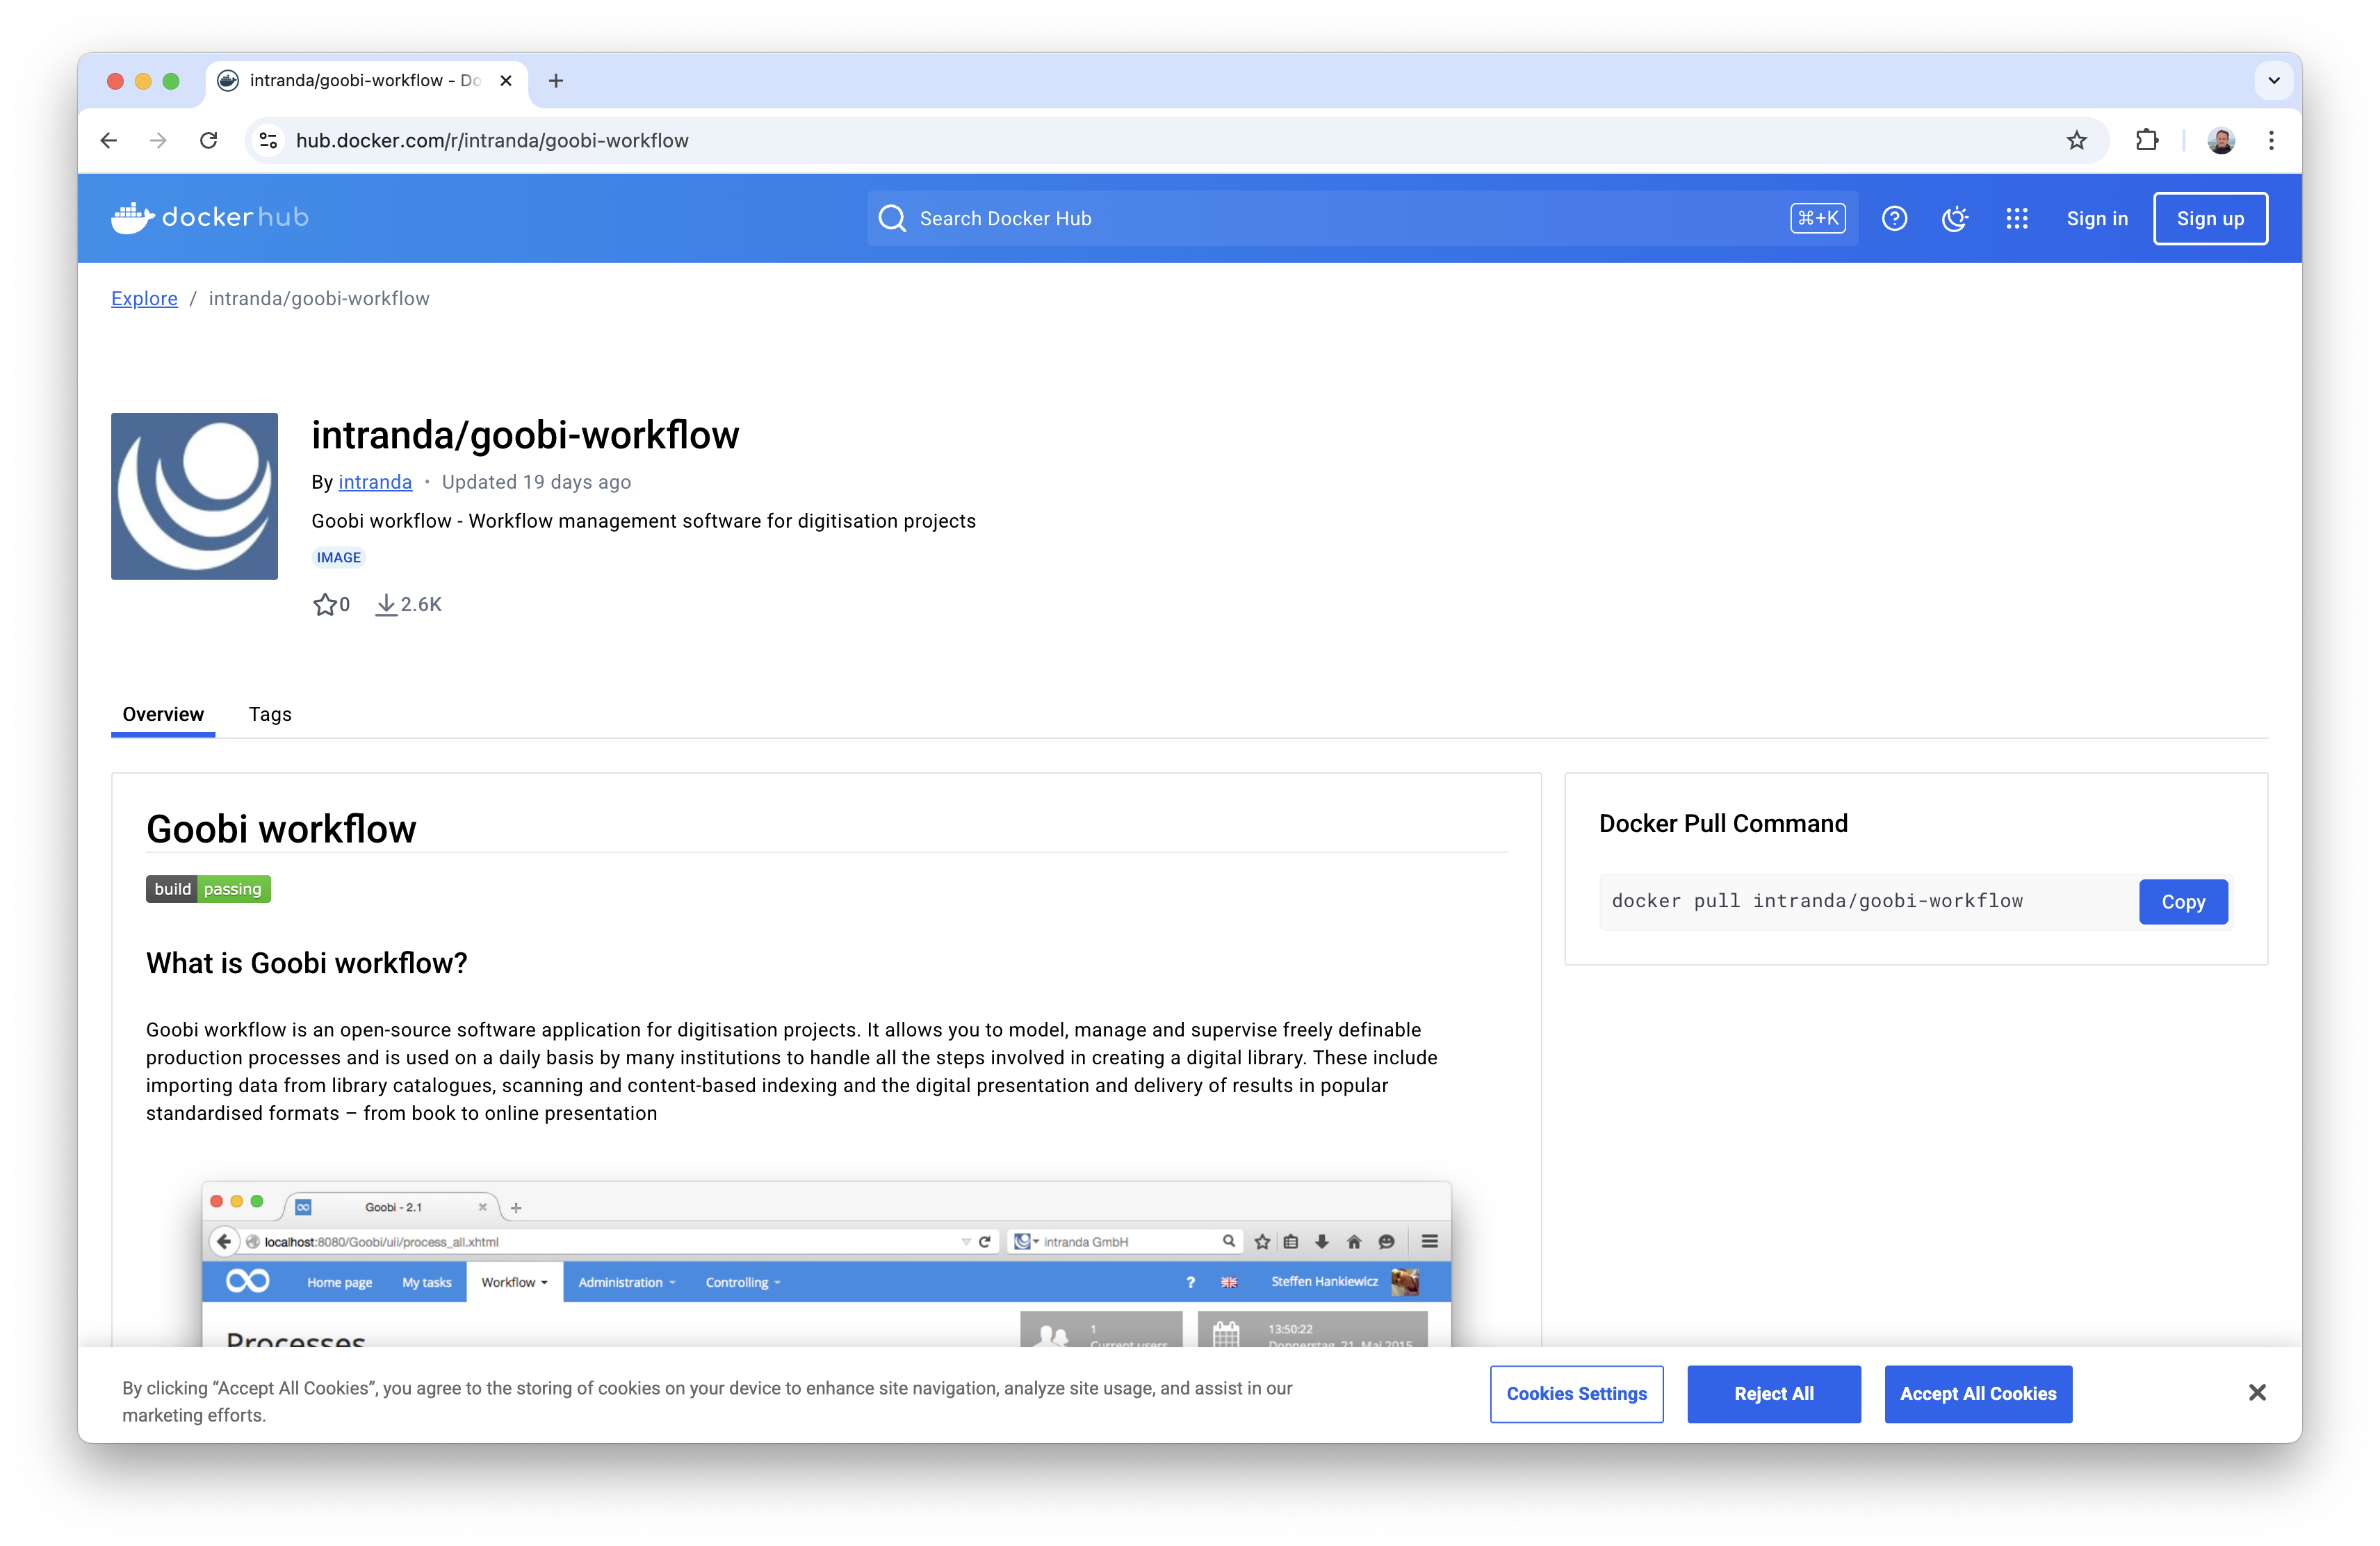 intranda/goobi-workflow - Do
hub.docker.com/r/intranda/goobi-workflow
dockerhub
Search Docker Hub
⌘+K
Sign in
Sign up
Explore / intranda/goobi-workflow
intranda/goobi-workflow
By intranda • Updated 19 days ago
Goobi workflow - Workflow management software for digitisation projects
IMAGE
0 2.6K
Overview Tags
Goobi workflow
build passing
What is Goobi workflow?
Goobi workflow is an open-source software application for digitisation projects. It allows you to model, manage and supervise freely definable
production processes and is used on a daily basis by many institutions to handle all the steps involved in creating a digital library. These include
importing data from library catalogues, scanning and content-based indexing and the digital presentation and delivery of results in popular
standardised formats – from book to online presentation
Docker Pull Command
docker pull intranda/goobi-workflow
Copy
Goobi - 2.1
localhost:8080/Goobi/uii/process_all.xhtml
intranda GmbH
Home page My tasks Workflow Administration Controlling
? Steffen Hankiewicz
Processes
1
Current users
13:50:22
Donnerstag, 21. Mai 2015
By clicking “Accept All Cookies”, you agree to the storing of cookies on your device to enhance site navigation, analyze site usage, and assist in our
marketing efforts.
Cookies Settings
Reject All
Accept All Cookies